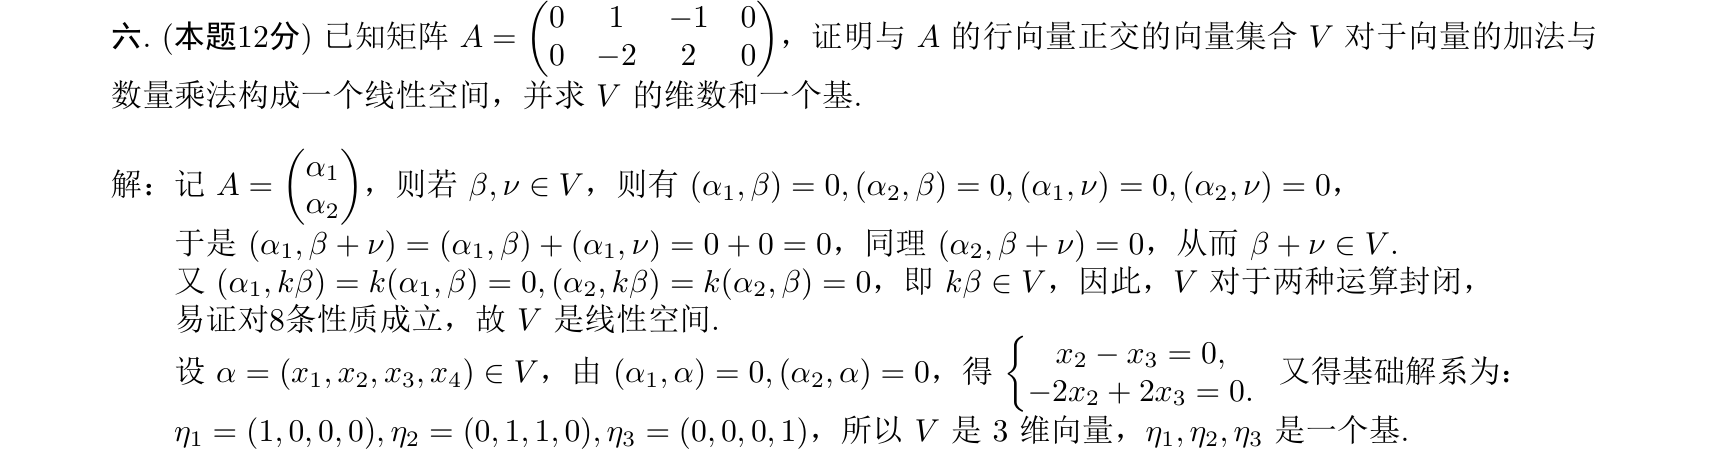 六. (本题12分) 已知矩阵 $A = \begin{pmatrix} 0 & 1 & -1 & 0 \\ 0 & -2 & 2 & 0 \end{pmatrix}$，证明与 $A$ 的行向量正交的向量集合 $V$ 对于向量的加法与
数量乘法构成一个线性空间，并求 $V$ 的维数和一个基.
解：记 $A = \begin{pmatrix} \alpha_1 \\ \alpha_2 \end{pmatrix}$，则若 $\beta, \nu \in V$，则有 $(\alpha_1, \beta) = 0, (\alpha_2, \beta) = 0, (\alpha_1, \nu) = 0, (\alpha_2, \nu) = 0$，
于是 $(\alpha_1, \beta + \nu) = (\alpha_1, \beta) + (\alpha_1, \nu) = 0 + 0 = 0$，同理 $(\alpha_2, \beta + \nu) = 0$，从而 $\beta + \nu \in V$.
又 $(\alpha_1, k\beta) = k(\alpha_1, \beta) = 0, (\alpha_2, k\beta) = k(\alpha_2, \beta) = 0$，即 $k\beta \in V$，因此，$V$ 对于两种运算封闭，
易证对8条性质成立，故 $V$ 是线性空间.
设 $\alpha = (x_1, x_2, x_3, x_4) \in V$，由 $(\alpha_1, \alpha) = 0, (\alpha_2, \alpha) = 0$，得 $\begin{cases} x_2 - x_3 = 0, \\ -2x_2 + 2x_3 = 0. \end{cases}$ 又得基础解系为：
$\eta_1 = (1, 0, 0, 0), \eta_2 = (0, 1, 1, 0), \eta_3 = (0, 0, 0, 1)$，所以 $V$ 是 3 维向量，$\eta_1, \eta_2, \eta_3$ 是一个基.